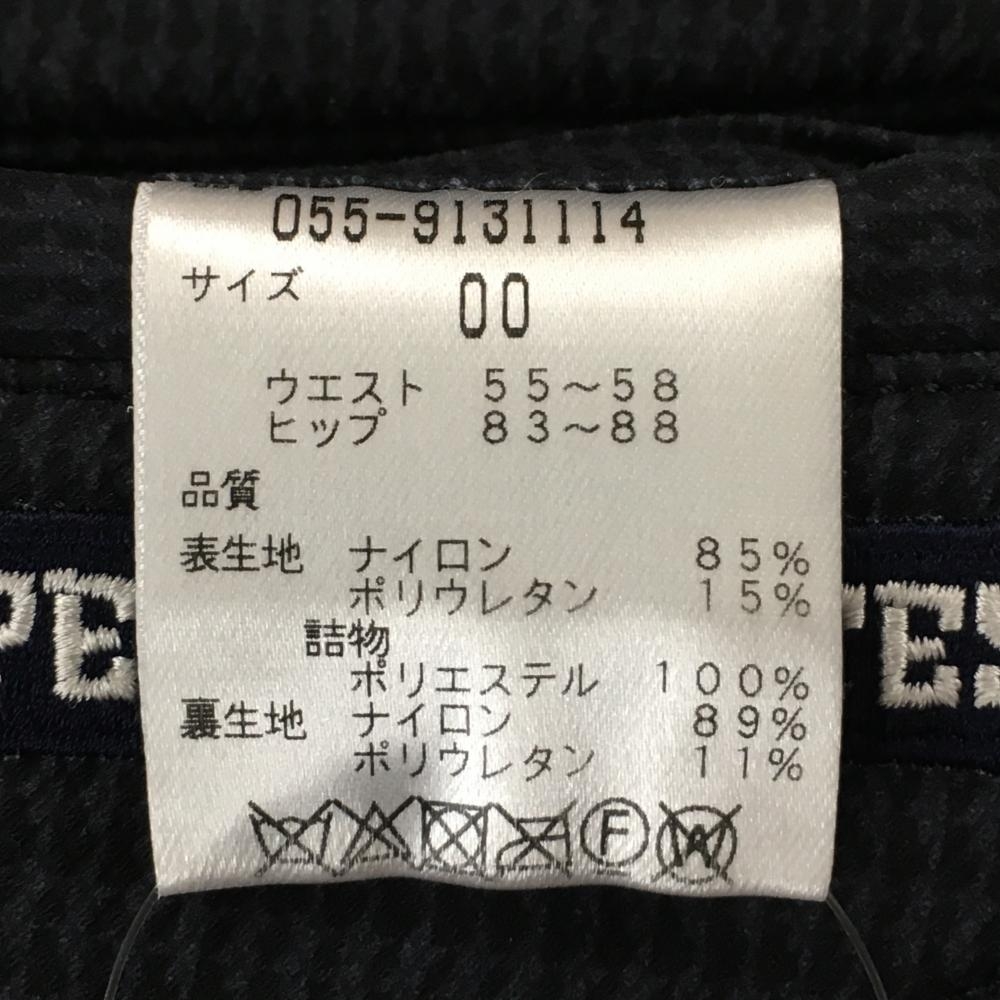 055-9131114
サイズ 00
ウエスト 55～58
ヒップ 83～88
品質
表生地 ナイロン 85%
ポリウレタン 15%
詰物
ポリエステル 100%
裏生地 ナイロン 89%
ポリウレタン 11%
F W
PE
ES